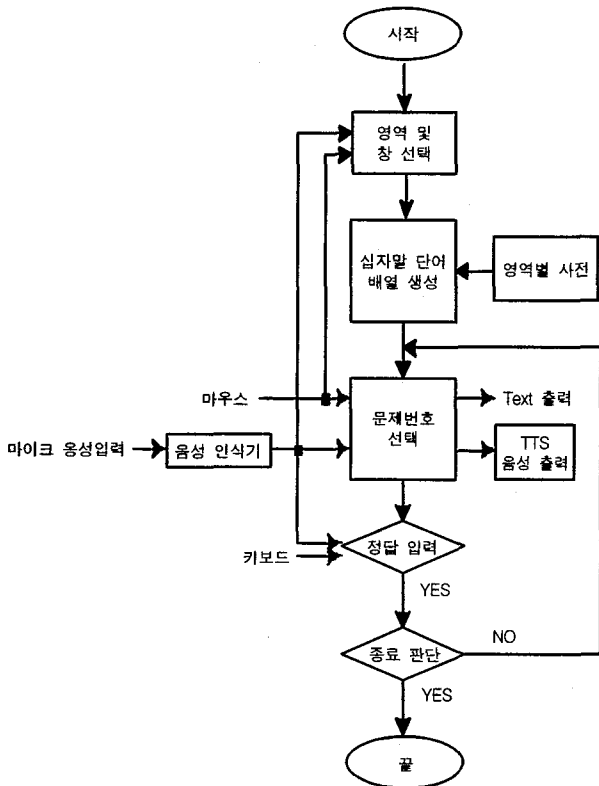 시작
영역 및
창 선택
십자말 단어
배열 생성
영역별 사전
마우스
문제번호
선택
Text 출력
마이크 옹성입력
음성 인식기
TTS
음성 출력
정답 입력
키보드
YES
종료 판단
NO
YES
끝